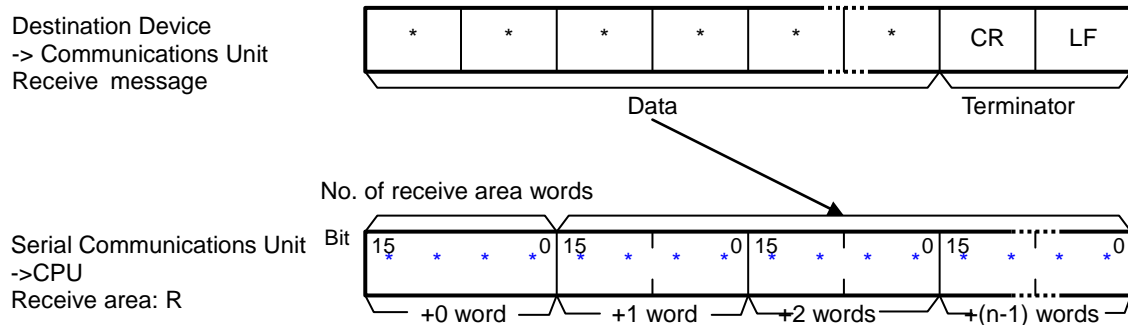 Destination Device
-> Communications Unit
Receive message
* * * * * * CR LF
Data Terminator
No. of receive area words
Serial Communications Unit
->CPU
Receive area: R
Bit 15 0 15 0 15 0 15 0
* * * * * * * * * * * * * * * *
+0 word +1 word +2 words +(n-1) words